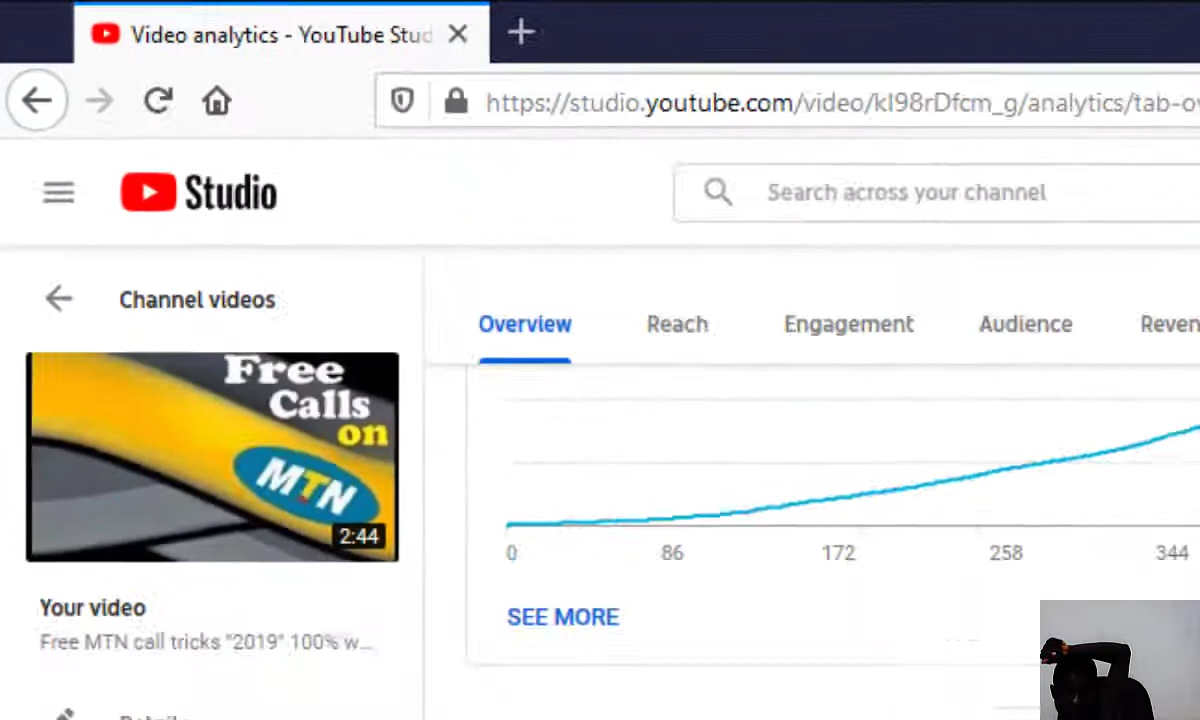 Video analytics - YouTube Stud
https://studio.youtube.com/video/kI98rDfcm_g/analytics/tab-o
Studio
Search across your channel
Channel videos
Overview Reach Engagement Audience Reven
Free
Calls
on
MTN
2:44
0 86 172 258 344
SEE MORE
Your video
Free MTN call tricks "2019" 100% w...